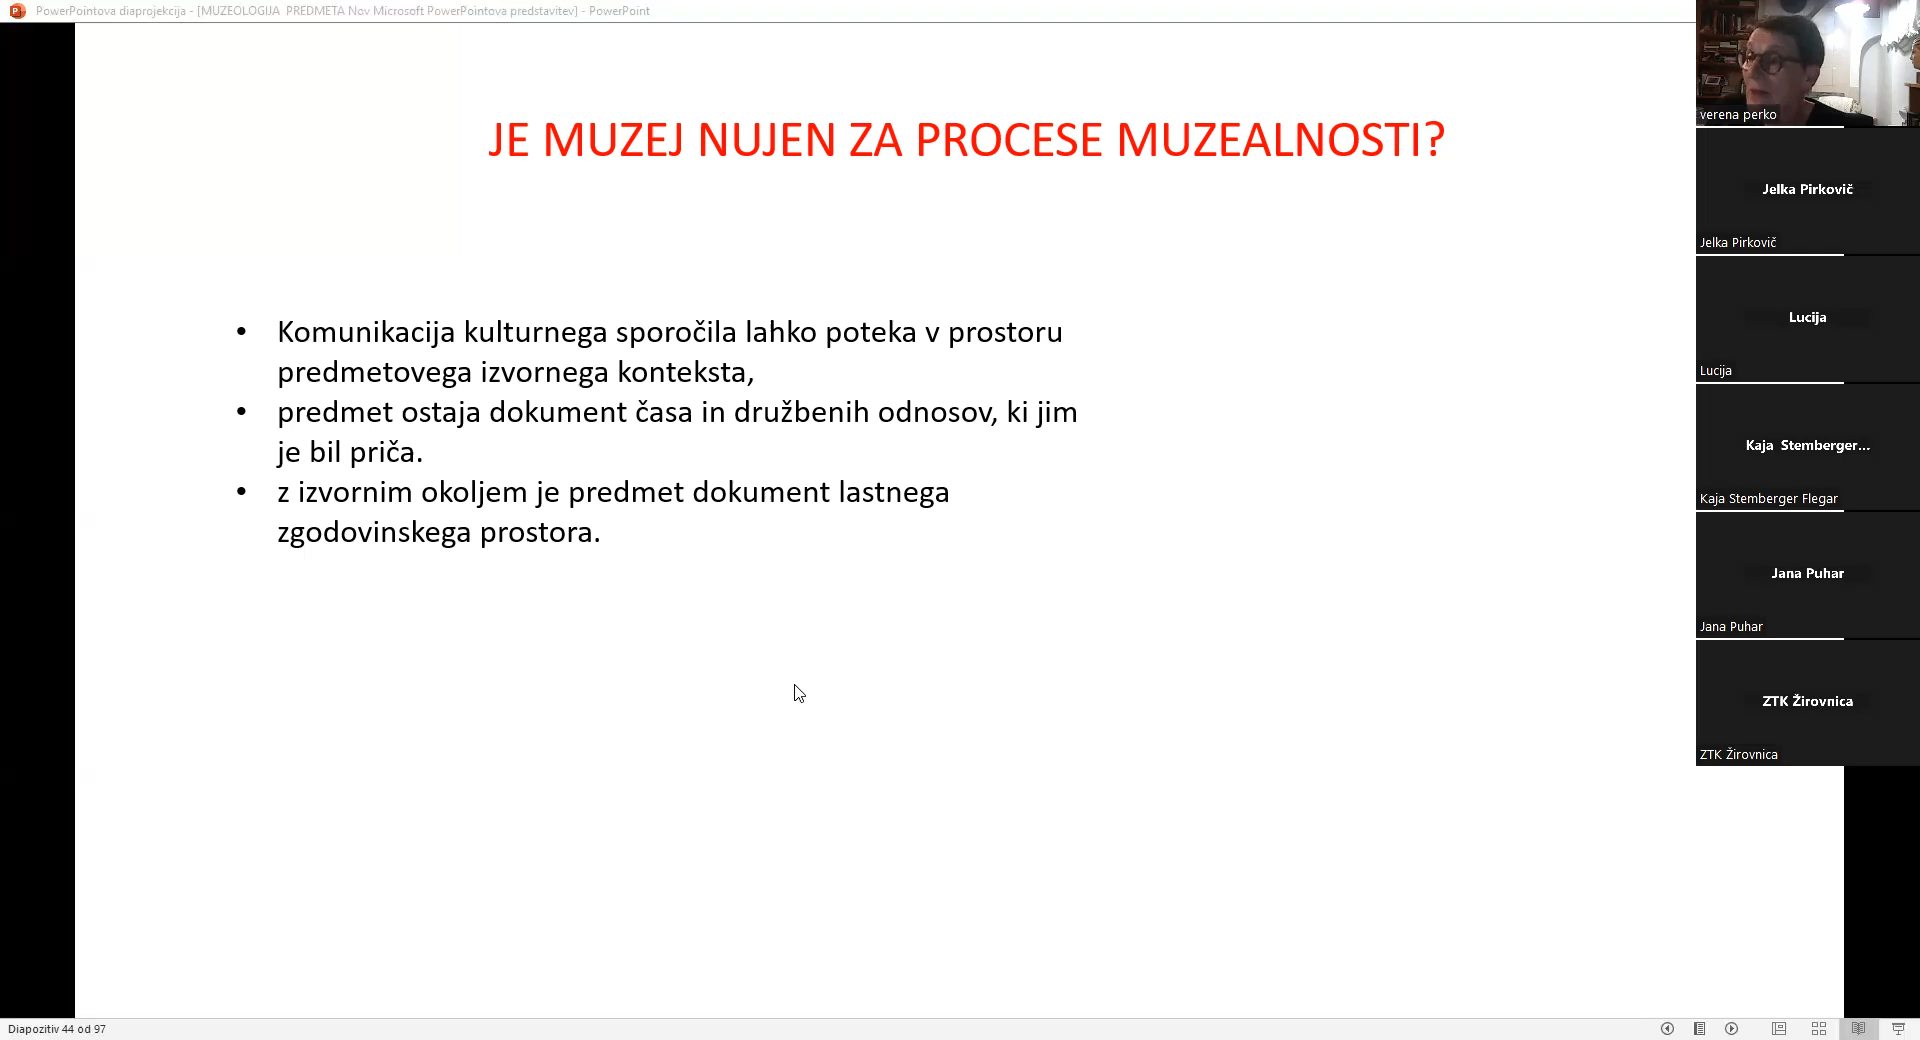 PowerPointova diaprojekcija - [MUZEOLOGIJA  PREDMETA Nov Microsoft PowerPointova predstavitev] - PowerPoint
JE MUZEJ NUJEN ZA PROCESE MUZEALNOSTI?
• Komunikacija kulturnega sporočila lahko poteka v prostoru
predmetovega izvornega konteksta,
• predmet ostaja dokument časa in družbenih odnosov, ki jim
je bil priča.
• z izvornim okoljem je predmet dokument lastnega
zgodovinskega prostora.
verena perko
Jelka Pirkovič
Jelka Pirkovič
Lucija
Lucija
Kaja Stemberger...
Kaja Stemberger Flegar
Jana Puhar
Jana Puhar
ZTK Žirovnica
ZTK Žirovnica
Diapozitiv 44 od 97